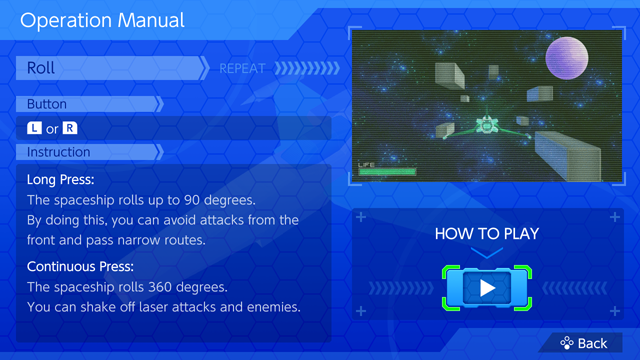 Operation Manual
Roll
REPEAT
Button
L or R
Instruction
Long Press:
The spaceship rolls up to 90 degrees.
By doing this, you can avoid attacks from the
front and pass narrow routes.
Continuous Press:
The spaceship rolls 360 degrees.
You can shake off laser attacks and enemies.
LIFE
HOW TO PLAY
Back